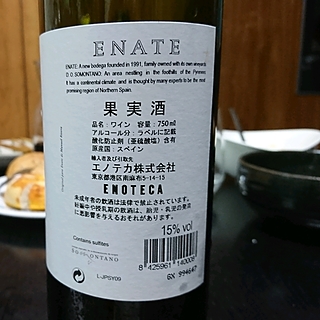 ENATE
ENATE: A new bodega founded in 1991, family owned with its own vineyards
D.O. SOMONTANO: An area nestling in the foothills of the Pyrenees.
It has a continental climate and is thought by many experts to be the most
promising region of Northern Spain.
果実酒
品名：ワイン 容量：750ml
アルコール分：ラベルに記載
酸化防止剤（亜硫酸塩）含有
原産国：スペイン
輸入者及び引取先
エノテカ株式会社
東京都港区南麻布5-14-15
ENOTECA
未成年者の飲酒は法律で禁止されています。
妊娠中や授乳期の飲酒は、胎児・乳児の発育
に悪影響を与えるおそれがあります。
Contains sulfites
SOMONTANO
L-JPSY09
15% vol
8 425961 140008